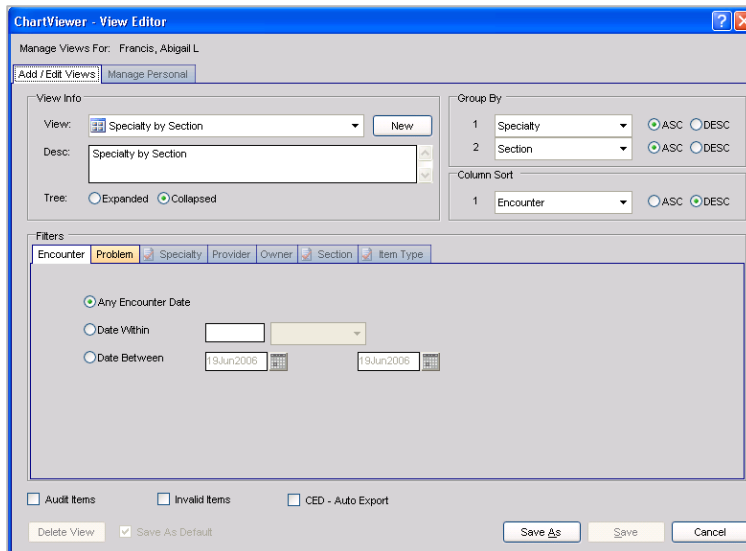 ChartViewer - View Editor
Manage Views For: Francis, Abigail L
Add / Edit Views Manage Personal
View Info
View: Specialty by Section New
Desc: Specialty by Section
Tree: Expanded Collapsed
Group By
1 Specialty ASC DESC
2 Section ASC DESC
Column Sort
1 Encounter ASC DESC
Filters
Encounter Problem Specialty Provider Owner Section Item Type
Any Encounter Date
Date Within
Date Between 19Jun2006 19Jun2006
Audit Items Invalid Items CED - Auto Export
Delete View Save As Default Save As Save Cancel